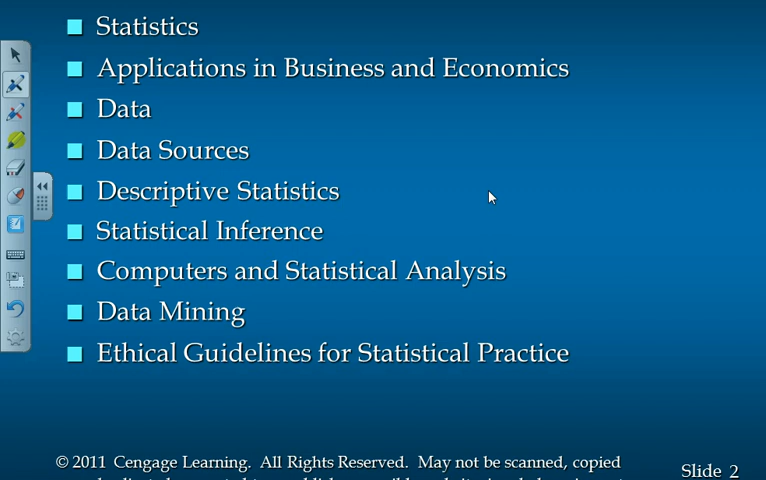 Statistics
Applications in Business and Economics
Data
Data Sources
Descriptive Statistics
Statistical Inference
Computers and Statistical Analysis
Data Mining
Ethical Guidelines for Statistical Practice
© 2011 Cengage Learning. All Rights Reserved. May not be scanned, copied
Slide 2